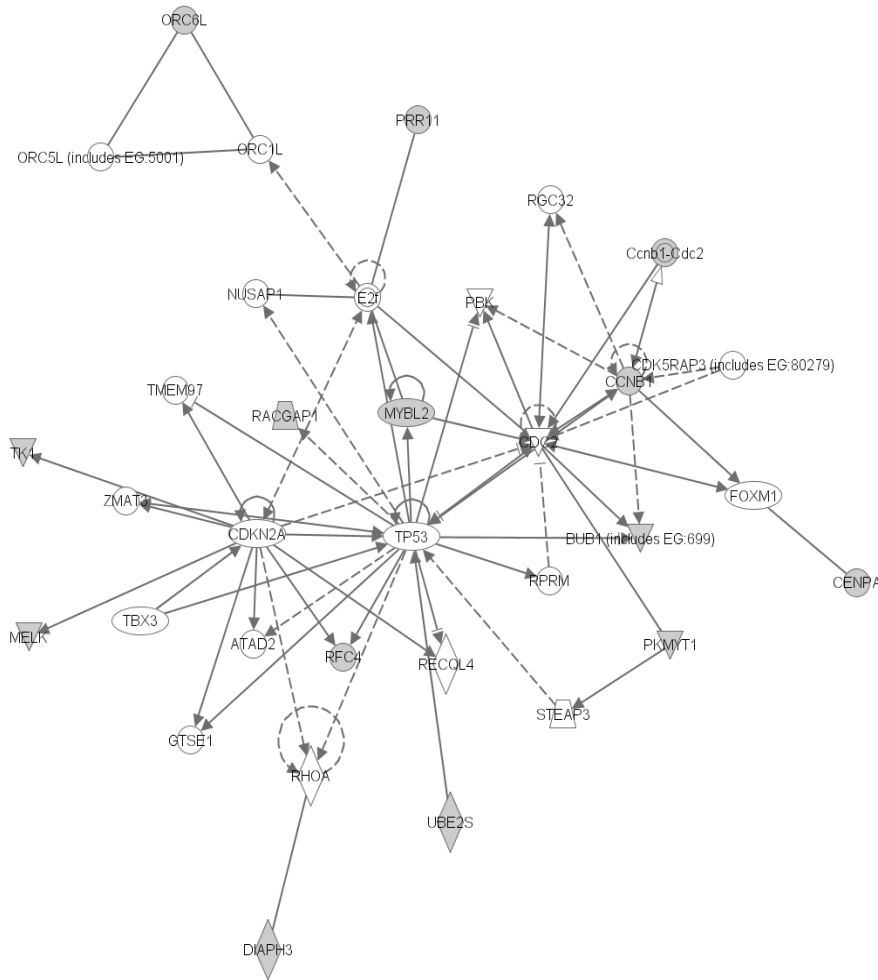 ORC6L
PRR11
ORC5L (includes EG:5001)
ORC1L
RGC32
Ccnb1-Cdc2
NUSAP1
E2f
PBK
CDK5RAP3 (includes EG:80279)
CCNB1
TMEM97
RACGAP1
MYBL2
CDC2
TK1
ZMAT3
FOXM1
CDKN2A
TP53
BUB1 (includes EG:699)
RPRM
CENPA
TBX3
MELK
ATAD2
RFC4
RECQL4
PKMYT1
STEAP3
GTSE1
RHOA
UBE2S
DIAPH3